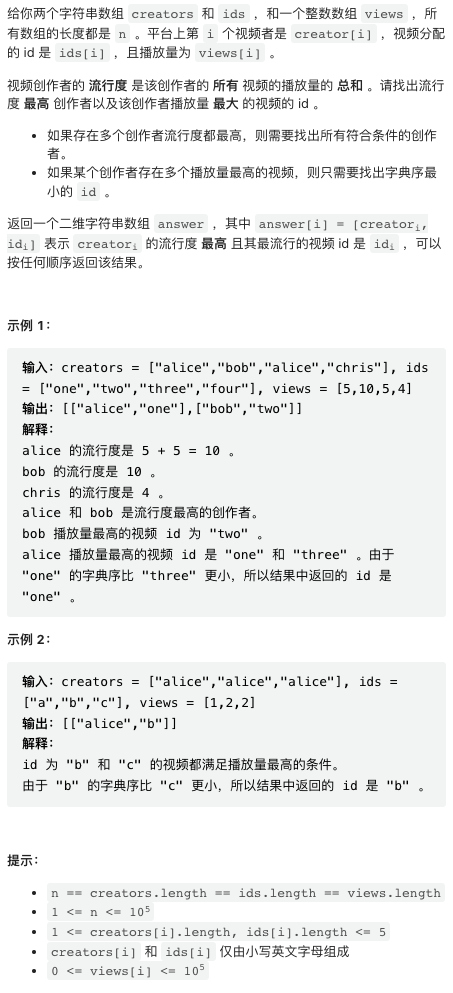 给你两个字符串数组 creators 和 ids ，和一个整数数组 views ，所
有数组的长度都是 n 。平台上第 i 个视频者是 creator[i] ，视频分配
的 id 是 ids[i] ，且播放量为 views[i] 。
视频创作者的 流行度 是该创作者的 所有 视频的播放量的 总和 。请找出流行
度 最高 创作者以及该创作者播放量 最大 的视频的 id 。
• 如果存在多个创作者流行度都最高，则需要找出所有符合条件的创作
者。
• 如果某个创作者存在多个播放量最高的视频，则只需要找出字典序最
小的 id 。
返回一个二维字符串数组 answer ，其中 answer[i] = [creatorᵢ,
idᵢ] 表示 creatorᵢ 的流行度 最高 且其最流行的视频 id 是 idᵢ ，可以
按任何顺序返回该结果。
示例 1：
输入：creators = ["alice","bob","alice","chris"], ids
= ["one","two","three","four"], views = [5,10,5,4]
输出：[["alice","one"],["bob","two"]]
解释：
alice 的流行度是 5 + 5 = 10 。
bob 的流行度是 10 。
chris 的流行度是 4 。
alice 和 bob 是流行度最高的创作者。
bob 播放量最高的视频 id 为 "two" 。
alice 播放量最高的视频 id 是 "one" 和 "three" 。由于
"one" 的字典序比 "three" 更小，所以结果中返回的 id 是
"one" 。
示例 2：
输入：creators = ["alice","alice","alice"], ids =
["a","b","c"], views = [1,2,2]
输出：[["alice","b"]]
解释：
id 为 "b" 和 "c" 的视频都满足播放量最高的条件。
由于 "b" 的字典序比 "c" 更小，所以结果中返回的 id 是 "b" 。
提示：
• n == creators.length == ids.length == views.length
• 1 <= n <= 10⁵
• 1 <= creators[i].length, ids[i].length <= 5
• creators[i] 和 ids[i] 仅由小写英文字母组成
• 0 <= views[i] <= 10⁵